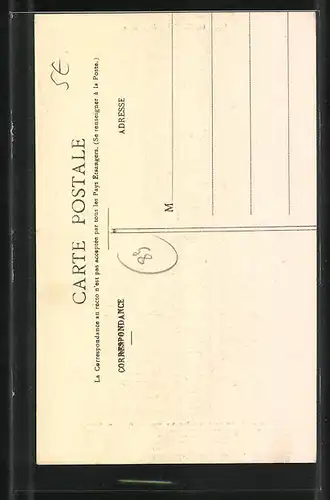 5€
CARTE POSTALE
La Correspondance au recto n'est pas acceptée par tous les Pays Étrangers. (Se renseigner à la Poste.)
CORRESPONDANCE
ADRESSE
M